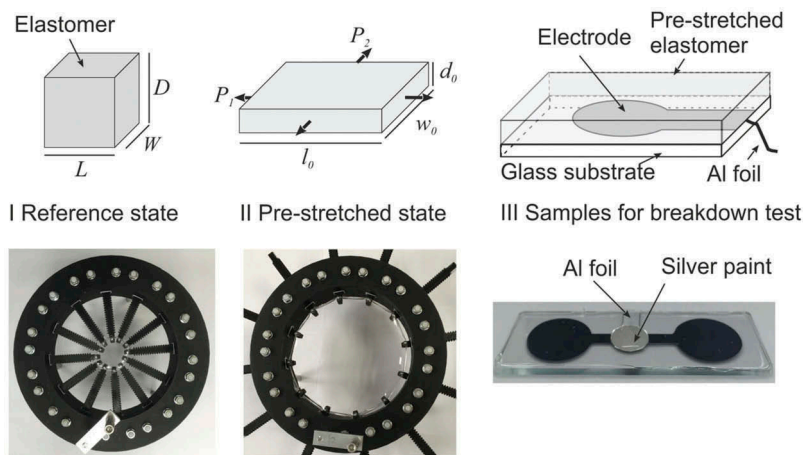 Elastomer
D
W
L
P₁
P₂
d₀
w₀
l₀
Electrode
Pre-stretched
elastomer
Glass substrate
Al foil
I Reference state
II Pre-stretched state
III Samples for breakdown test
Al foil
Silver paint